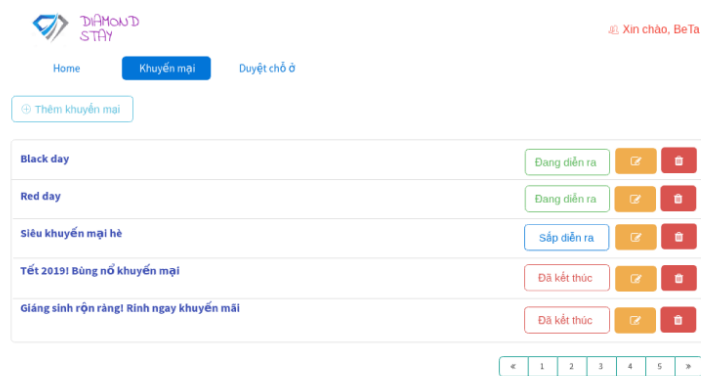 DIAMOND
STAY
Xin chào, BeTa
Home
Khuyến mại
Duyệt chỗ ở
Thêm khuyến mại
Black day
Đang diễn ra
Red day
Đang diễn ra
Siêu khuyến mại hè
Sắp diễn ra
Tết 2019! Bùng nổ khuyến mại
Đã kết thúc
Giáng sinh rộn ràng! Rinh ngay khuyến mãi
Đã kết thúc
« 1 2 3 4 5 »